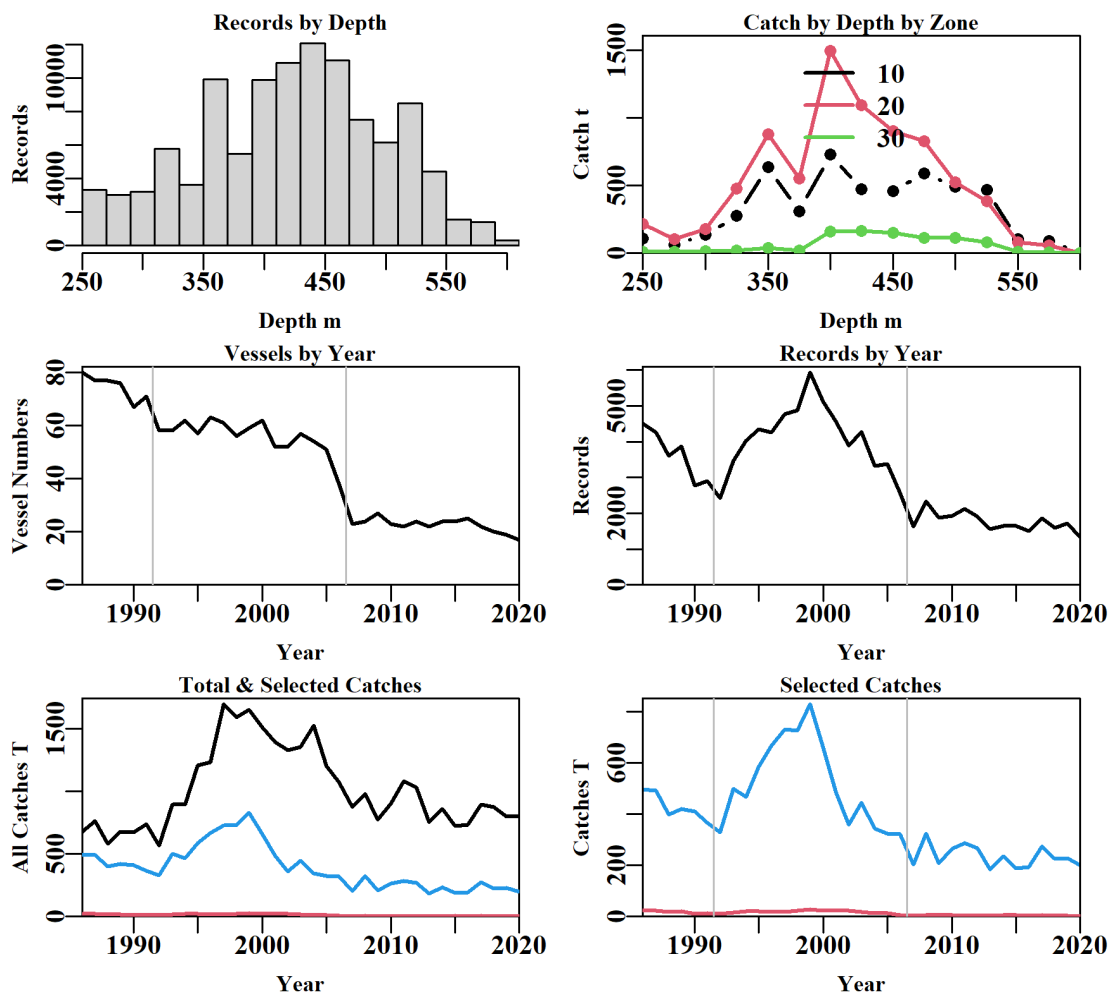 Records by Depth
Records
0 4000 10000
250 350 450 550
Depth m
Catch by Depth by Zone
Catch t
0 500 1500
10
20
30
250 350 450 550
Depth m
Vessels by Year
Vessel Numbers
0 20 40 60 80
1990 2000 2010 2020
Year
Records by Year
Records
0 2000 5000
1990 2000 2010 2020
Year
Total & Selected Catches
All Catches T
0 500 1500
1990 2000 2010 2020
Year
Selected Catches
Catches T
0 200 600
1990 2000 2010 2020
Year